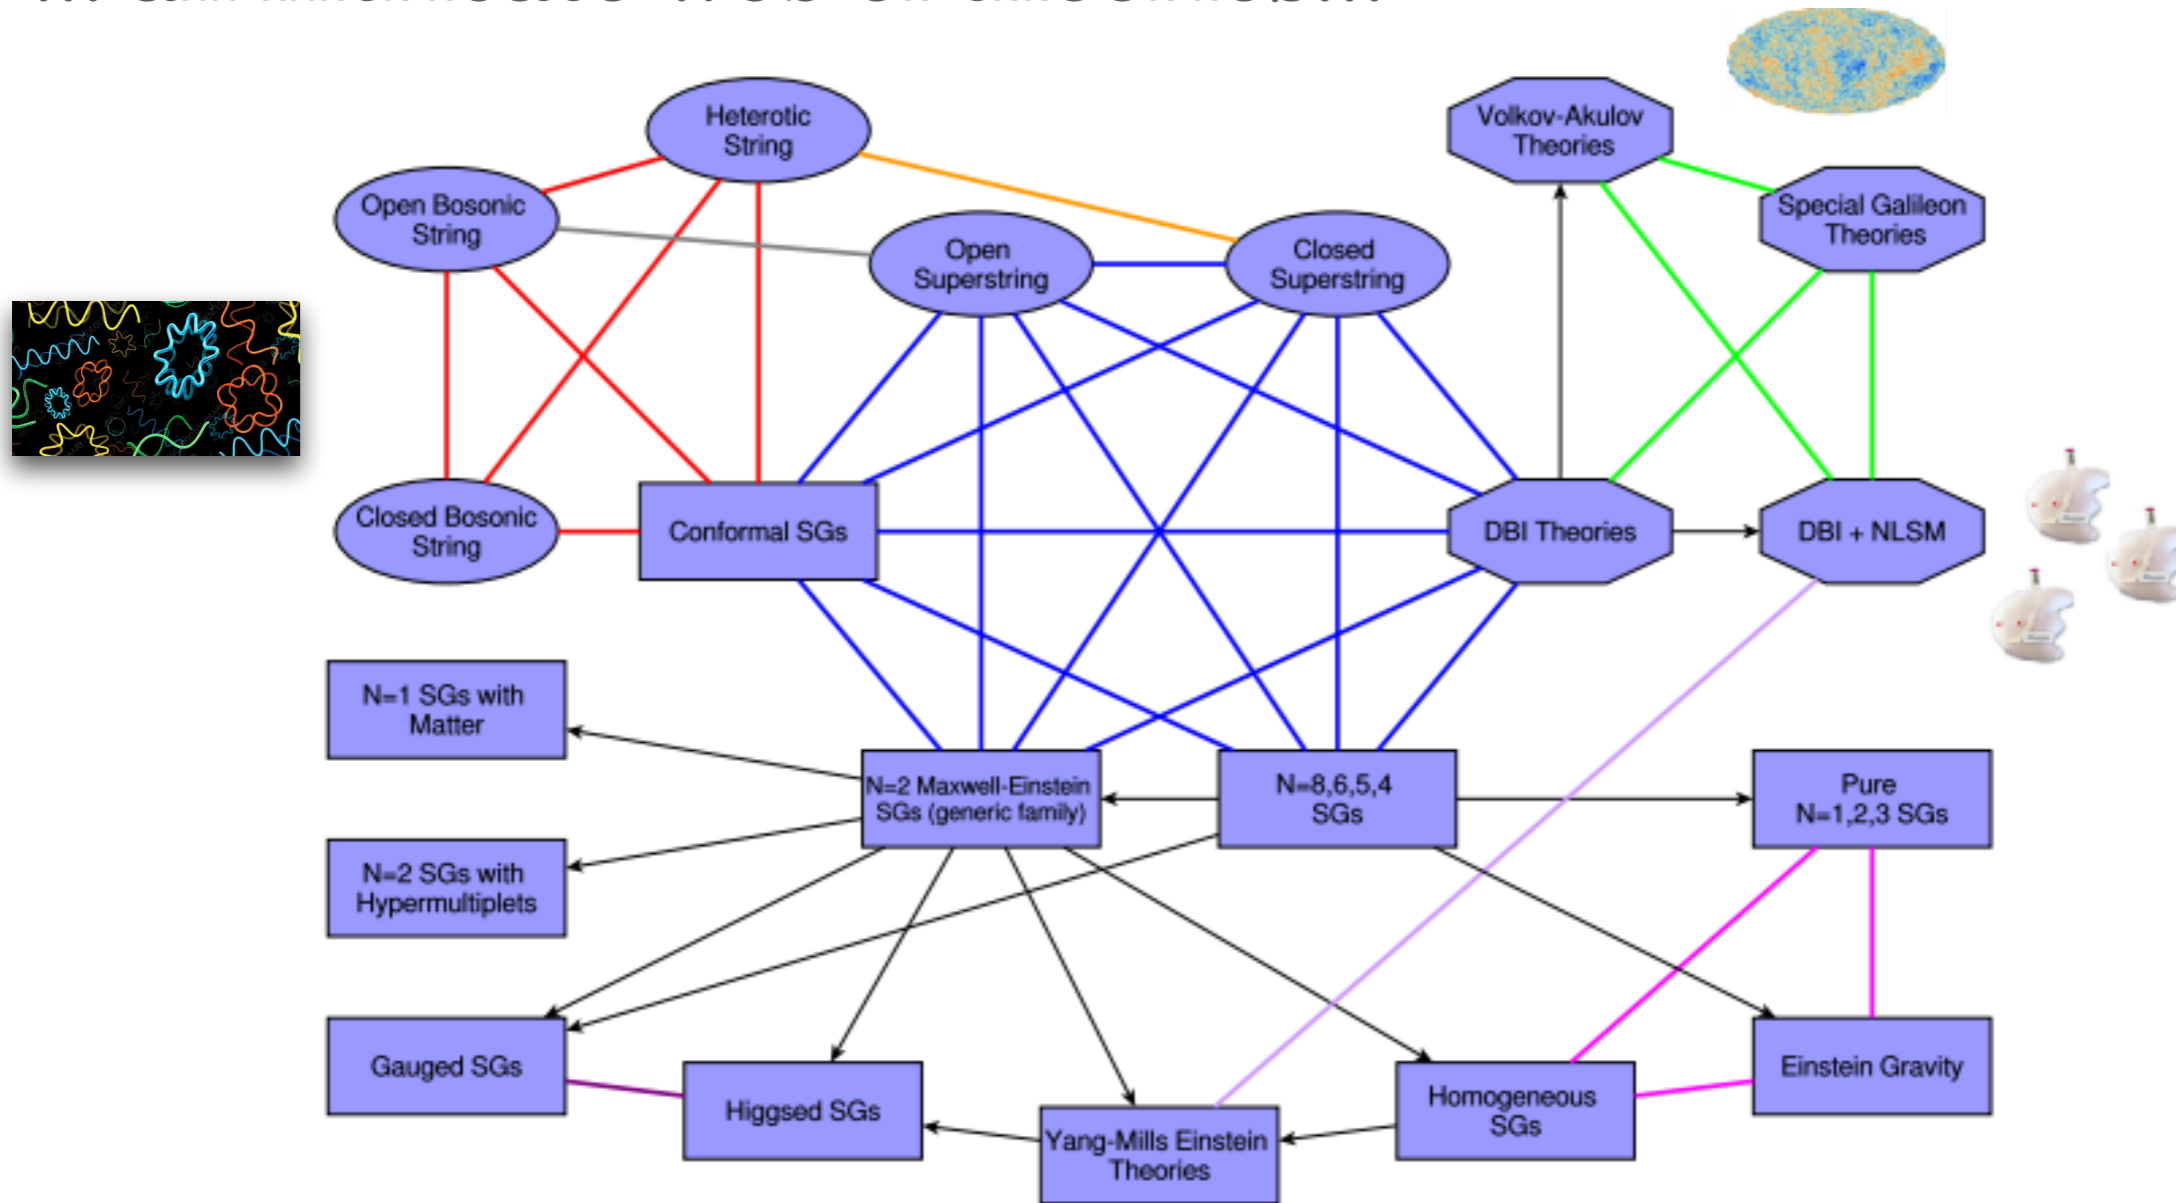 Heterotic
String
Volkov-Akulov
Theories
Open Bosonic
String
Special Galileon
Theories
Open
Superstring
Closed
Superstring
Closed Bosonic
String
Conformal SGs
DBI Theories
DBI + NLSM
N=1 SGs with
Matter
N=2 Maxwell-Einstein
SGs (generic family)
N=8,6,5,4
SGs
Pure
N=1,2,3 SGs
N=2 SGs with
Hypermultiplets
Gauged SGs
Higgsed SGs
Yang-Mills Einstein
Theories
Homogeneous
SGs
Einstein Gravity